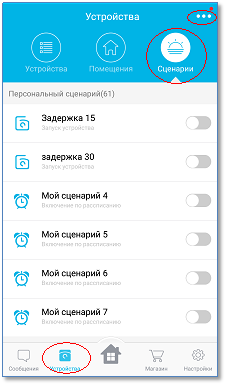 Устройства
Устройства
Помещения
Сценарии
Персональный сценарий(61)
Задержка 15
Запуск устройства
задержка 30
Запуск устройства
Мой сценарий 4
Включение по расписанию
Мой сценарий 5
Включение по расписанию
Мой сценарий 6
Включение по расписанию
Мой сценарий 7
Включение по расписанию
Сообщения
Устройства
Магазин
Настройки